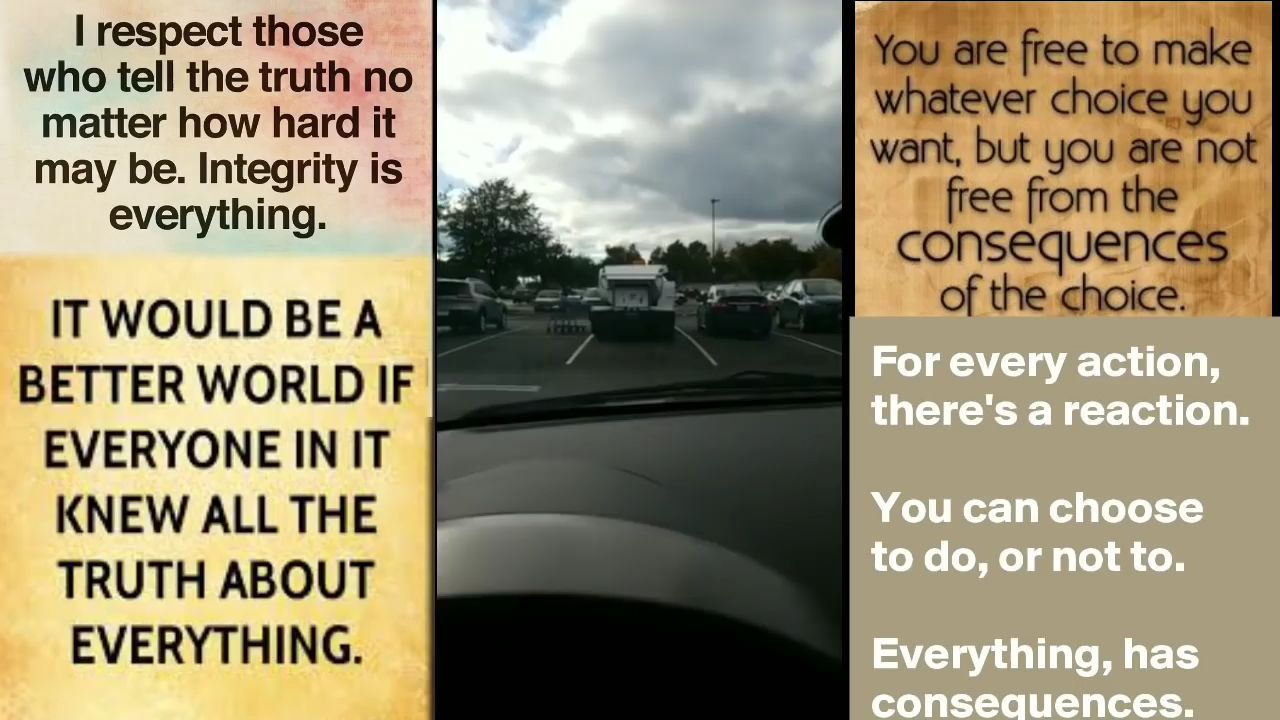 I respect those
who tell the truth no
matter how hard it
may be. Integrity is
everything.
IT WOULD BE A
BETTER WORLD IF
EVERYONE IN IT
KNEW ALL THE
TRUTH ABOUT
EVERYTHING.
You are free to make
whatever choice you
want, but you are not
free from the
consequences
of the choice.
For every action,
there's a reaction.
You can choose
to do, or not to.
Everything, has
consequences.